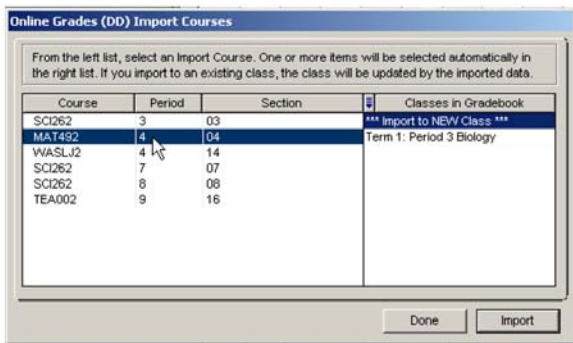 Online Grades (DD) Import Courses
From the left list, select an Import Course. One or more items will be selected automatically in
the right list. If you import to an existing class, the class will be updated by the imported data.
Course Period Section Classes in Gradebook
SCI262 3 03 *** Import to NEW Class ***
MAT492 4 04 Term 1: Period 3 Biology
WASLJ2 4 14
SCI262 7 07
SCI262 8 08
TEA002 9 16
Done Import